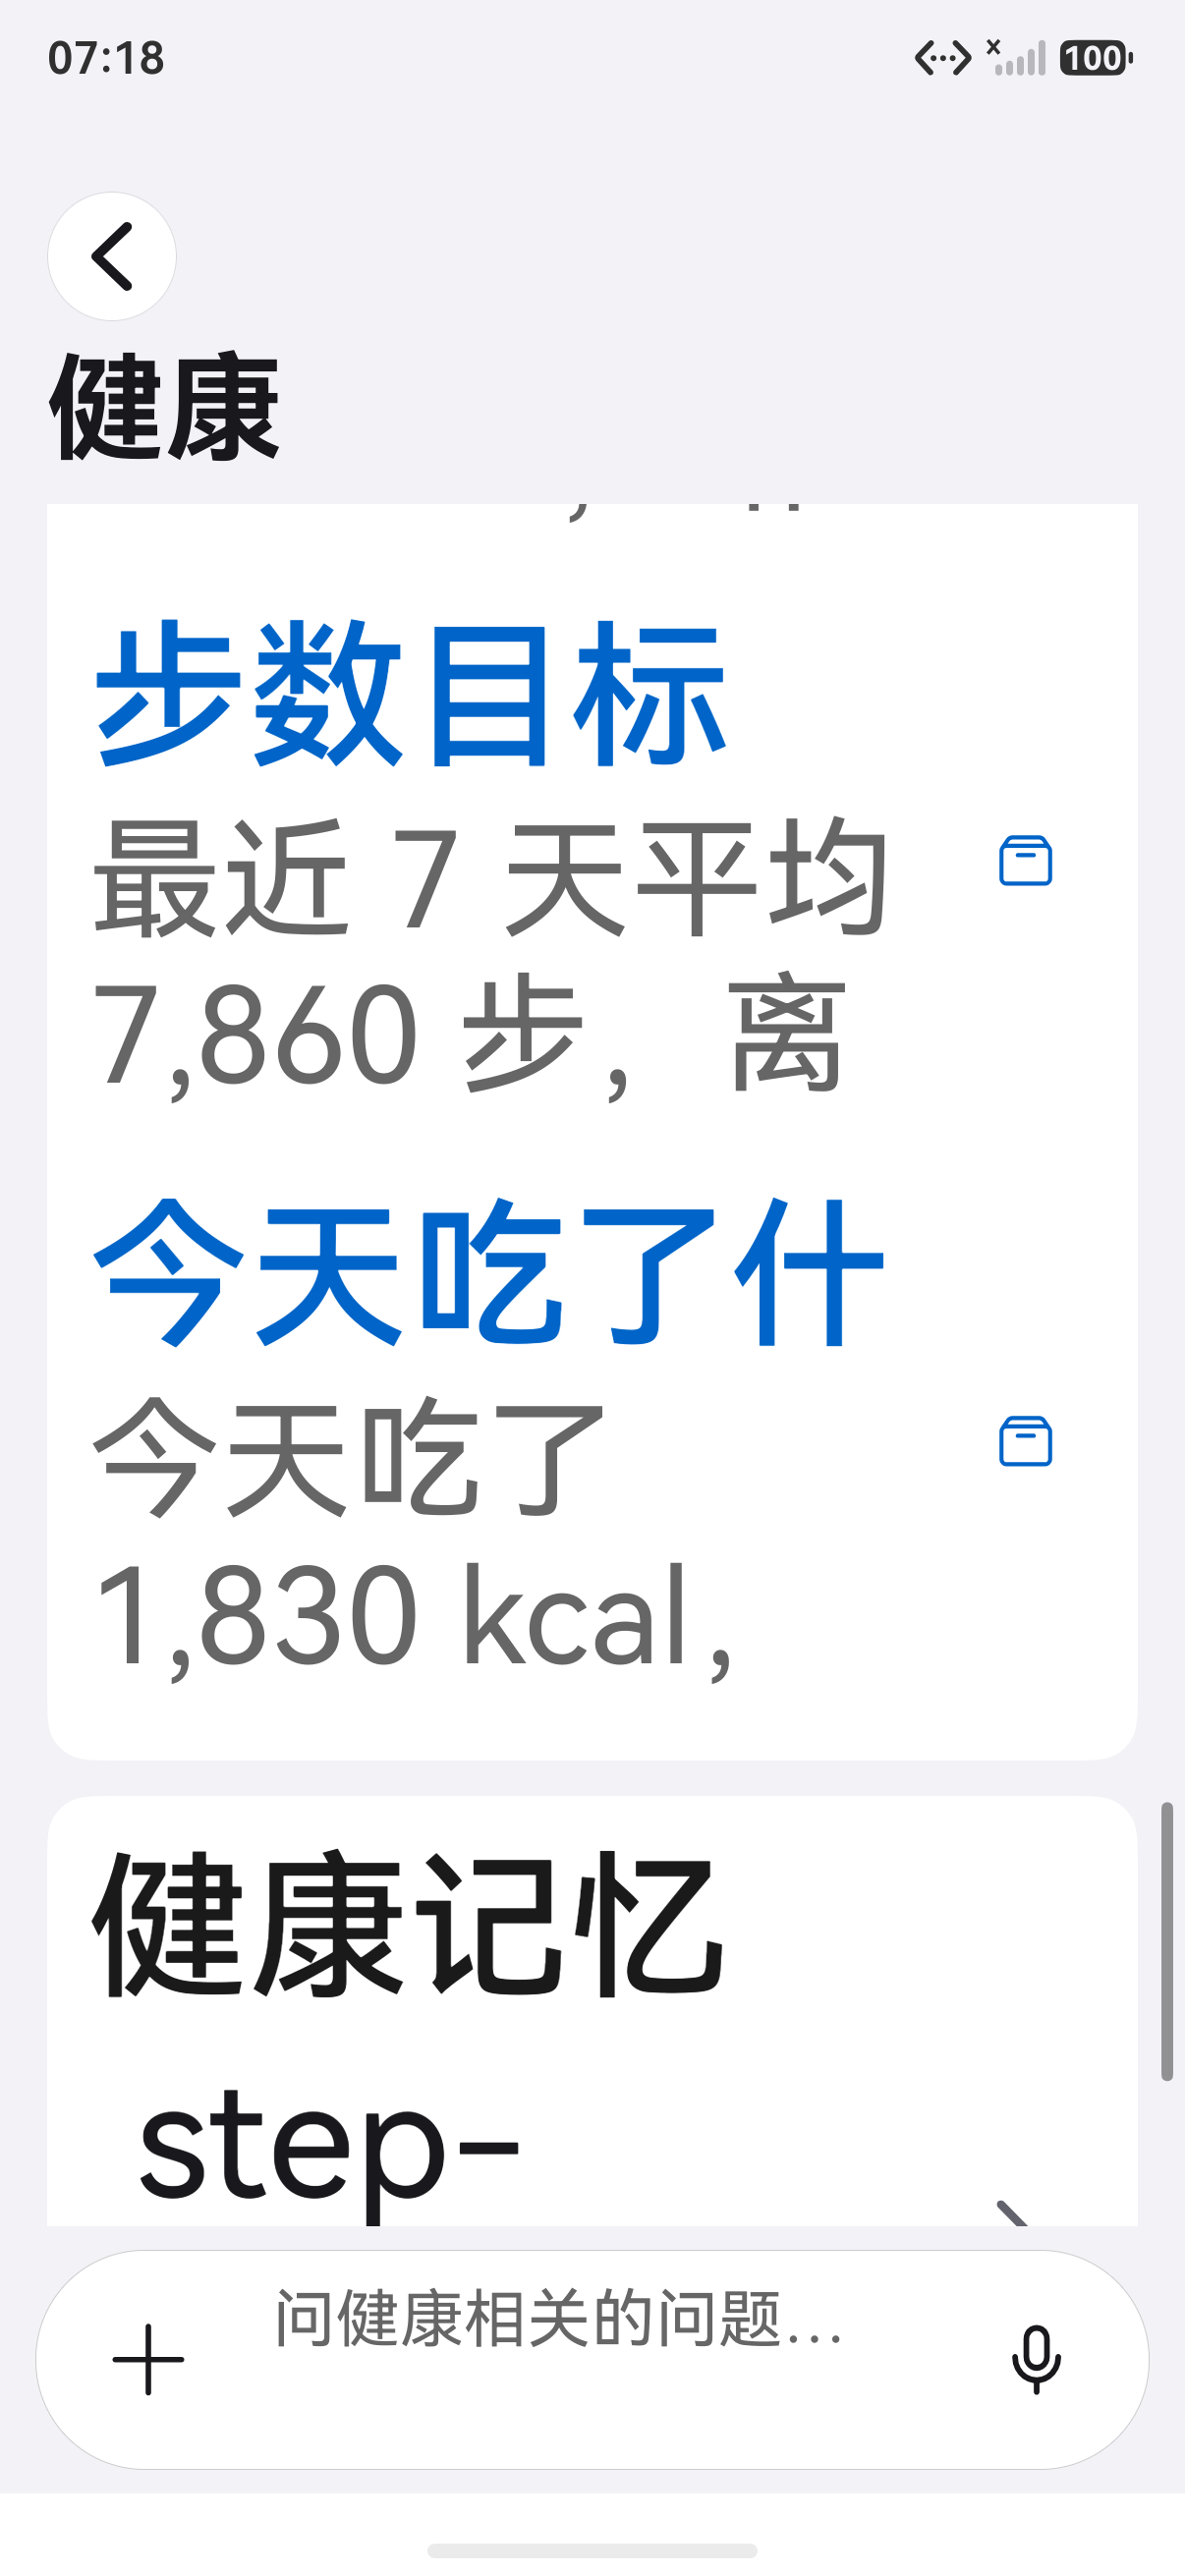 07:18
100
健康
步数目标
最近 7 天平均
7,860 步，离
今天吃了什
今天吃了
1,830 kcal，
健康记忆
step-
问健康相关的问题…